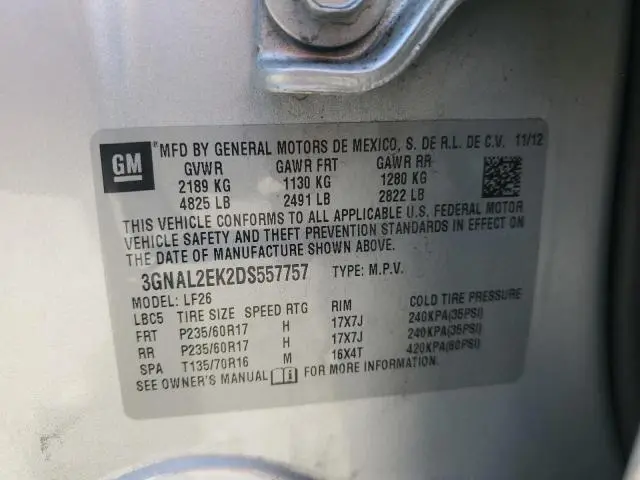 GM
®MFD BY GENERAL MOTORS DE MEXICO, S. DE R.L. DE C.V. 11/12
GVWR GAWR FRT GAWR RR
2189 KG 1130 KG 1280 KG
4825 LB 2491 LB 2822 LB
THIS VEHICLE CONFORMS TO ALL APPLICABLE U.S. FEDERAL MOTOR
VEHICLE SAFETY AND THEFT PREVENTION STANDARDS IN EFFECT ON
THE DATE OF MANUFACTURE SHOWN ABOVE.
3GNAL2EK2DS557757 TYPE: M.P.V.
MODEL: LF26
LBC5 TIRE SIZE SPEED RTG RIM COLD TIRE PRESSURE
FRT P235/60R17 H 17X7J 240KPA(35PSI)
RR P235/60R17 H 17X7J 240KPA(35PSI)
SPA T135/70R16 M 16X4T 420KPA(60PSI)
SEE OWNER'S MANUAL i FOR MORE INFORMATION.